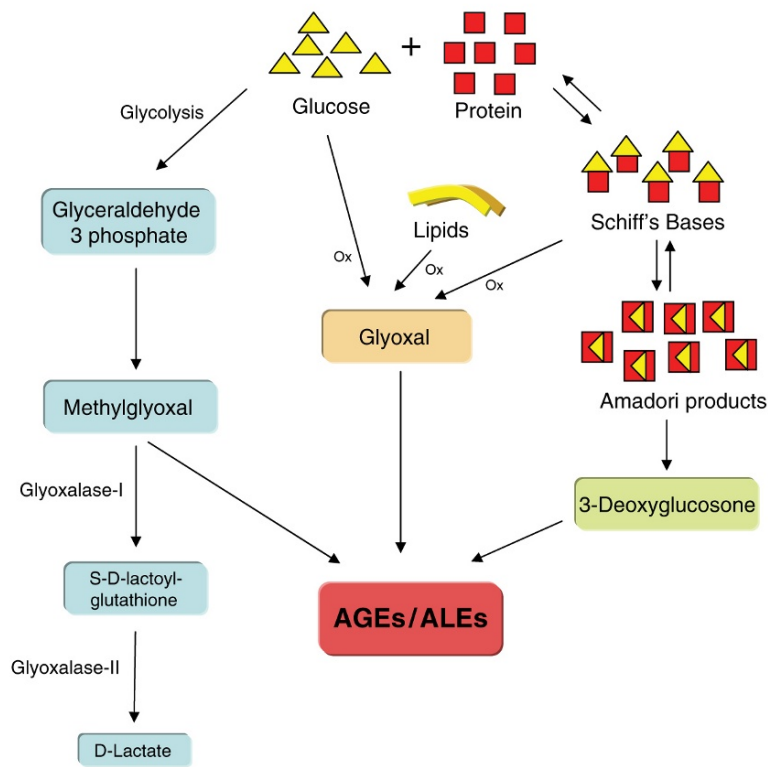 +
Glucose
Protein
Glycolysis
Glyceraldehyde
3 phosphate
Lipids
Schiff's Bases
Ox
Ox
Ox
Glyoxal
Amadori products
Methylglyoxal
Glyoxalase-I
3-Deoxyglucosone
S-D-lactoyl-
glutathione
AGEs/ALEs
Glyoxalase-II
D-Lactate